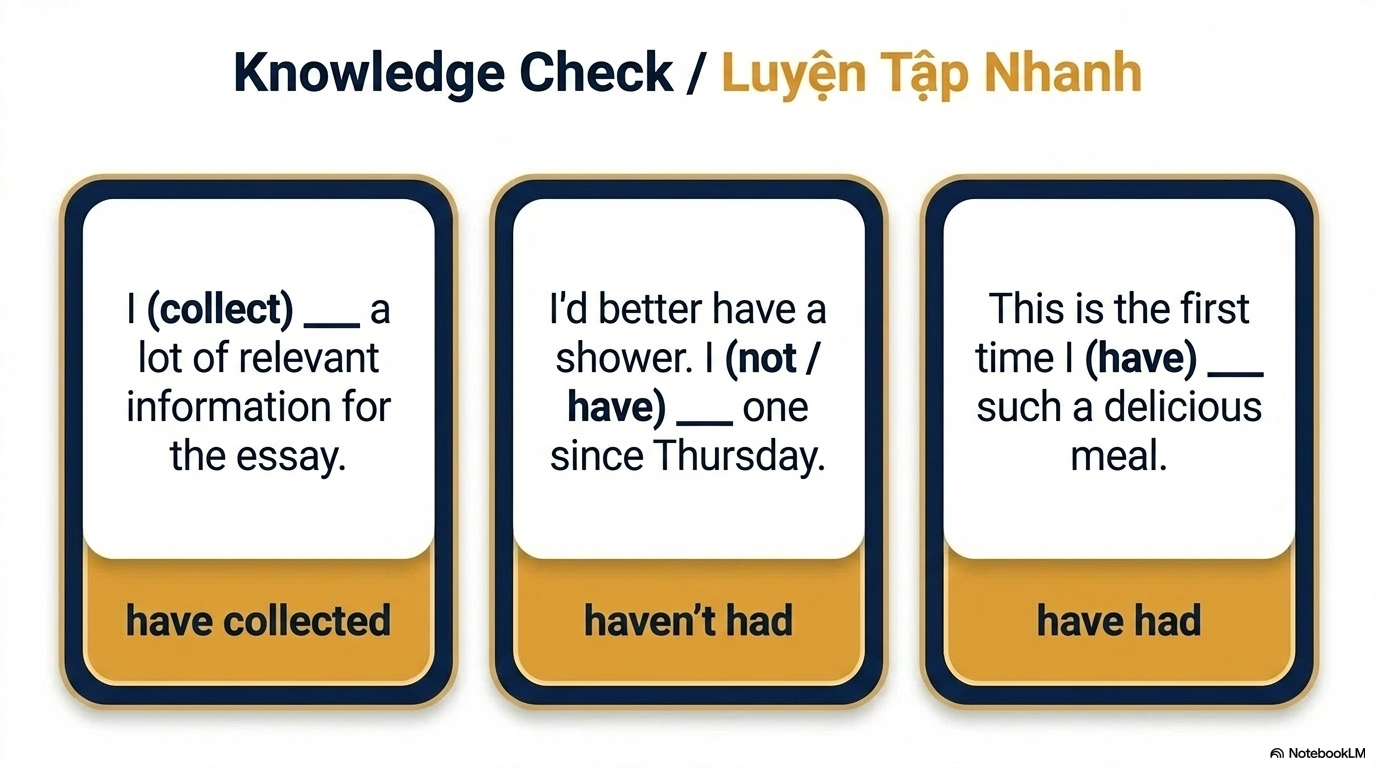 Knowledge Check / Luyện Tập Nhanh
I (collect) ___ a
lot of relevant
information for
the essay.
have collected
I'd better have a
shower. I (not /
have) ___ one
since Thursday.
haven’t had
This is the first
time I (have) ___
such a delicious
meal.
have had
NotebookLM